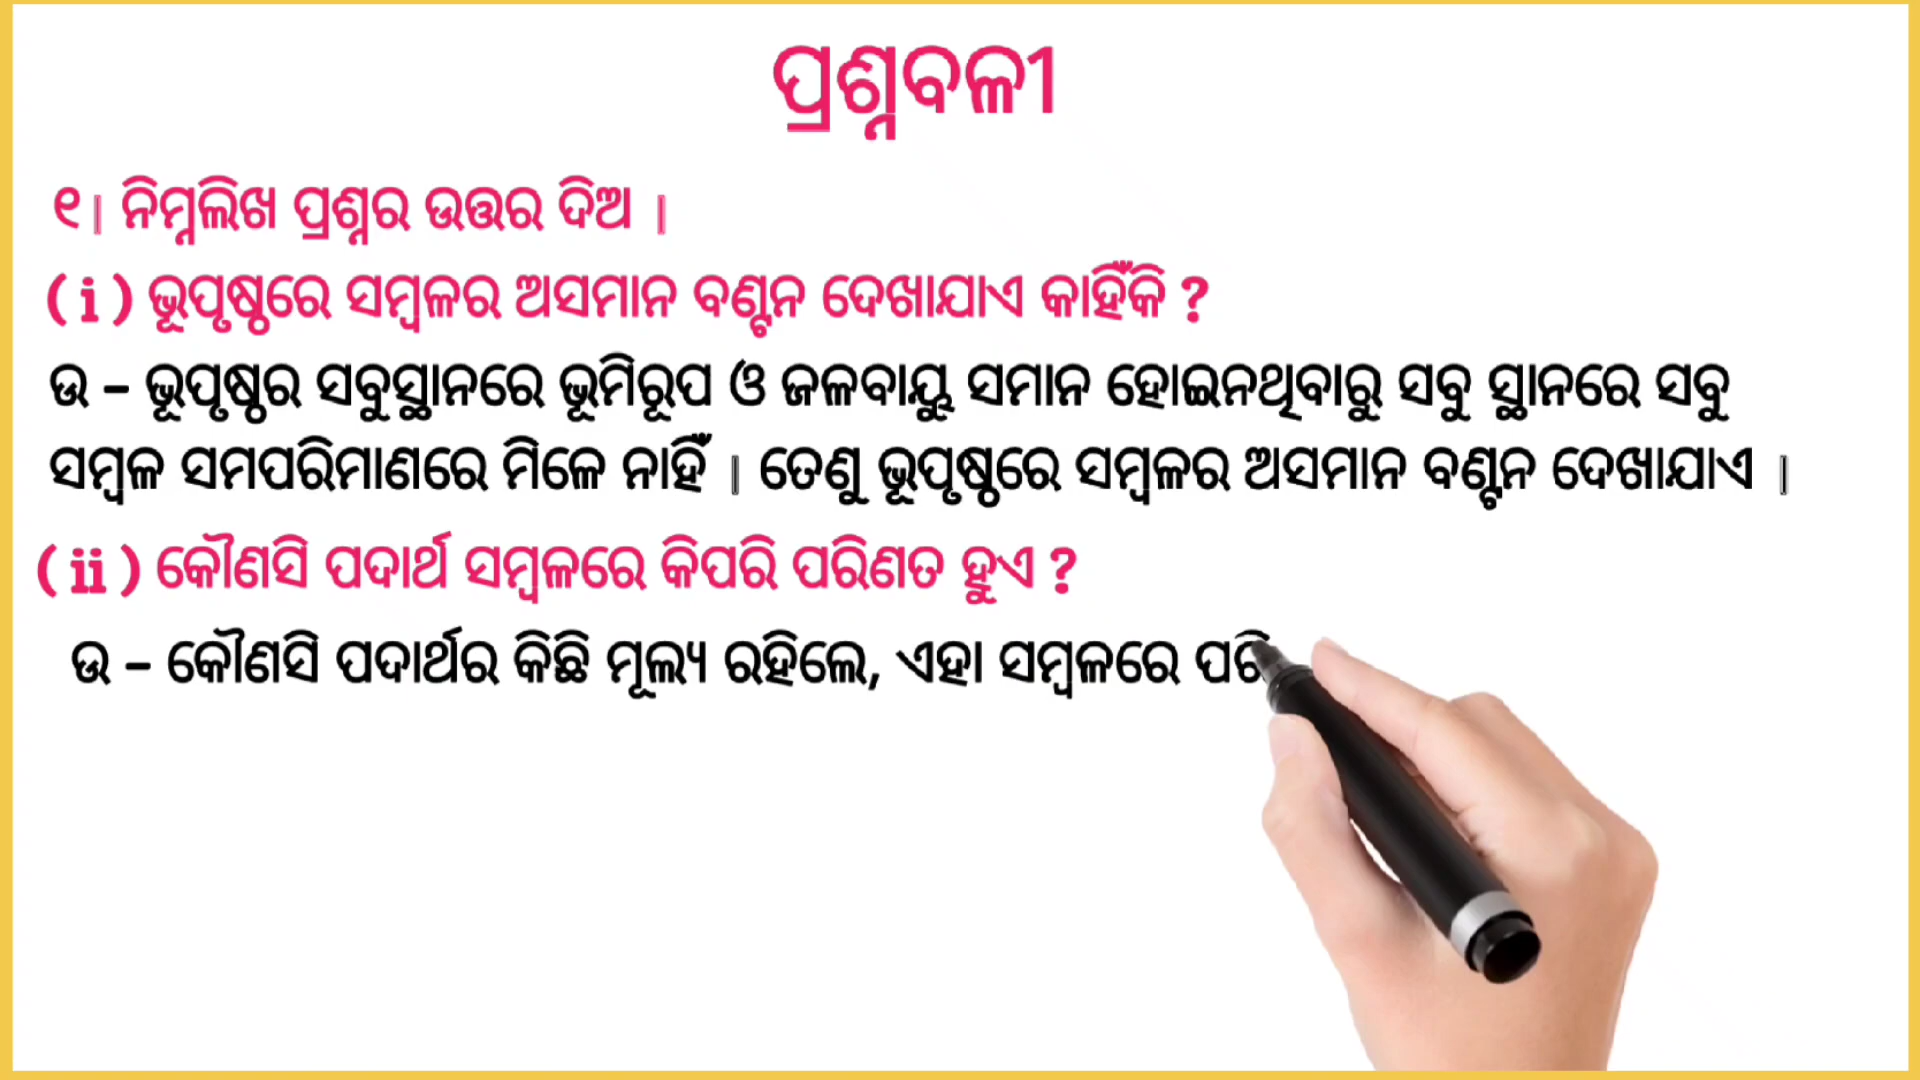 ପ୍ରଶ୍ନବଳୀ
୧। ନିମ୍ନଲିଖ ପ୍ରଶ୍ନର ଉତ୍ତର ଦିଅ ।
( i ) ଭୂପୃଷ୍ଠରେ ସମ୍ବଳର ଅସମାନ ବଣ୍ଟନ ଦେଖାଯାଏ କାହିଁକି ?
ଉ – ଭୂପୃଷ୍ଠର ସବୁସ୍ଥାନରେ ଭୂମିରୂପ ଓ ଜଳବାୟୁ ସମାନ ହୋଇନଥିବାରୁ ସବୁ ସ୍ଥାନରେ ସବୁ
ସମ୍ବଳ ସମପରିମାଣରେ ମିଳେ ନାହିଁ । ତେଣୁ ଭୂପୃଷ୍ଠରେ ସମ୍ବଳର ଅସମାନ ବଣ୍ଟନ ଦେଖାଯାଏ ।
( ii ) କୌଣସି ପଦାର୍ଥ ସମ୍ବଳରେ କିପରି ପରିଣତ ହୁଏ ?
ଉ – କୌଣସି ପଦାର୍ଥର କିଛି ମୂଲ୍ୟ ରହିଲେ, ଏହା ସମ୍ବଳରେ ପରି